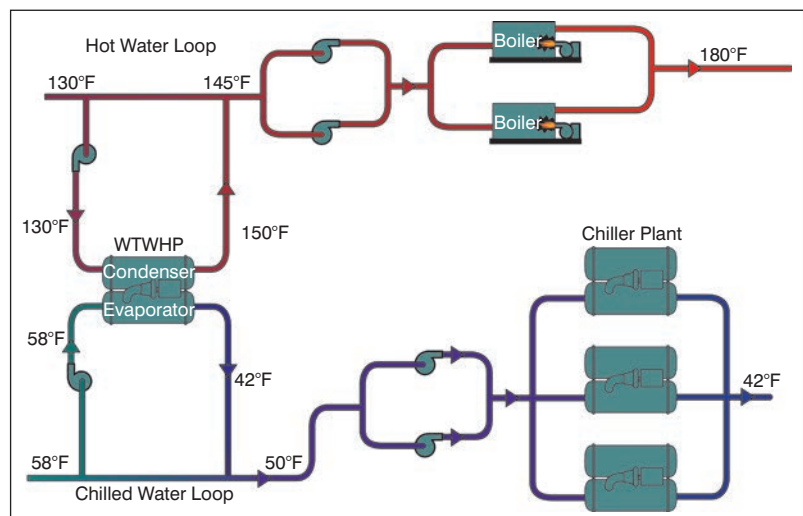 Hot Water Loop
130°F
145°F
Boiler
180°F
Boiler
130°F
WTWHP
150°F
Condenser
Evaporator
58°F
42°F
Chiller Plant
42°F
58°F
50°F
Chilled Water Loop